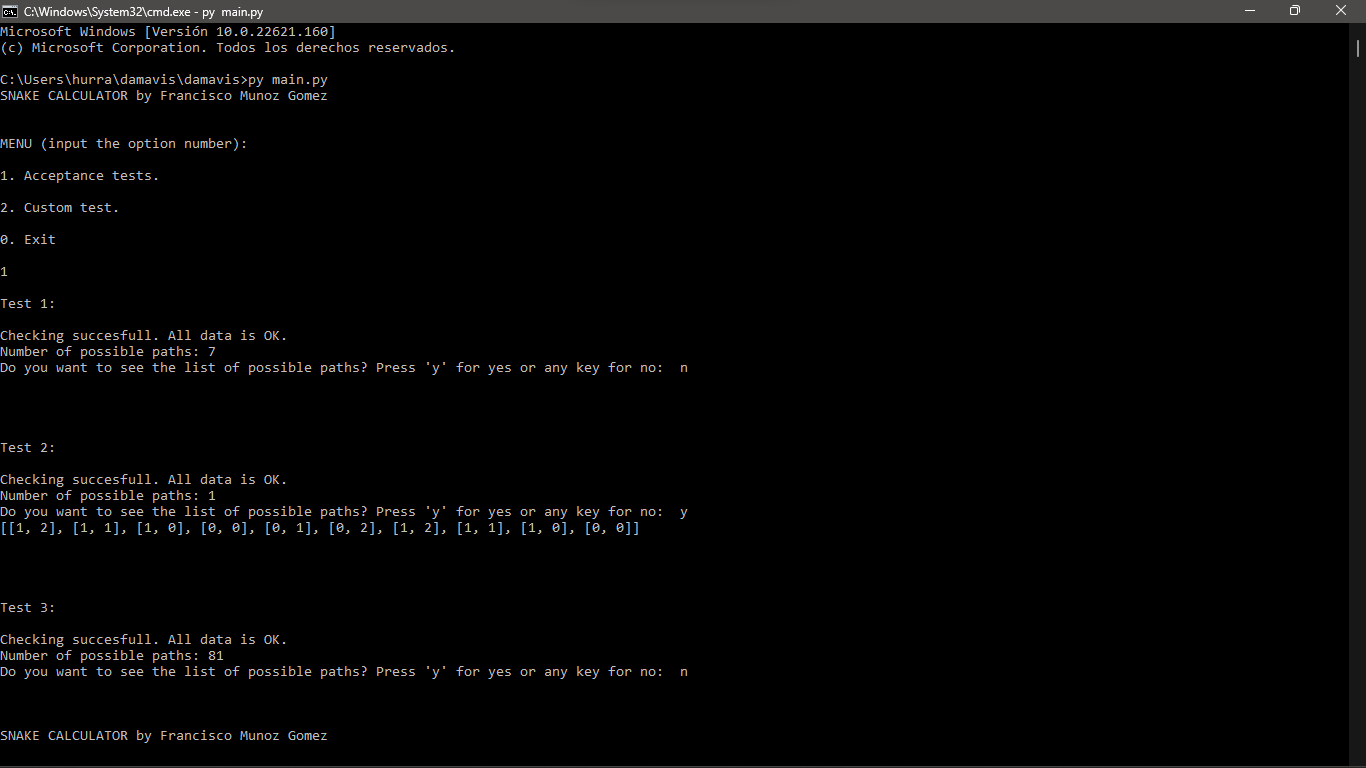 C:\Windows\System32\cmd.exe - py main.py
Microsoft Windows [Versión 10.0.22621.160]
(c) Microsoft Corporation. Todos los derechos reservados.
C:\Users\hurra\damavis\damavis>py main.py
SNAKE CALCULATOR by Francisco Munoz Gomez
MENU (input the option number):
1. Acceptance tests.
2. Custom test.
0. Exit
1
Test 1:
Checking succesfull. All data is OK.
Number of possible paths: 7
Do you want to see the list of possible paths? Press 'y' for yes or any key for no:  n
Test 2:
Checking succesfull. All data is OK.
Number of possible paths: 1
Do you want to see the list of possible paths? Press 'y' for yes or any key for no:  y
[[1, 2], [1, 1], [1, 0], [0, 0], [0, 1], [0, 2], [1, 2], [1, 1], [1, 0], [0, 0]]
Test 3:
Checking succesfull. All data is OK.
Number of possible paths: 81
Do you want to see the list of possible paths? Press 'y' for yes or any key for no:  n
SNAKE CALCULATOR by Francisco Munoz Gomez